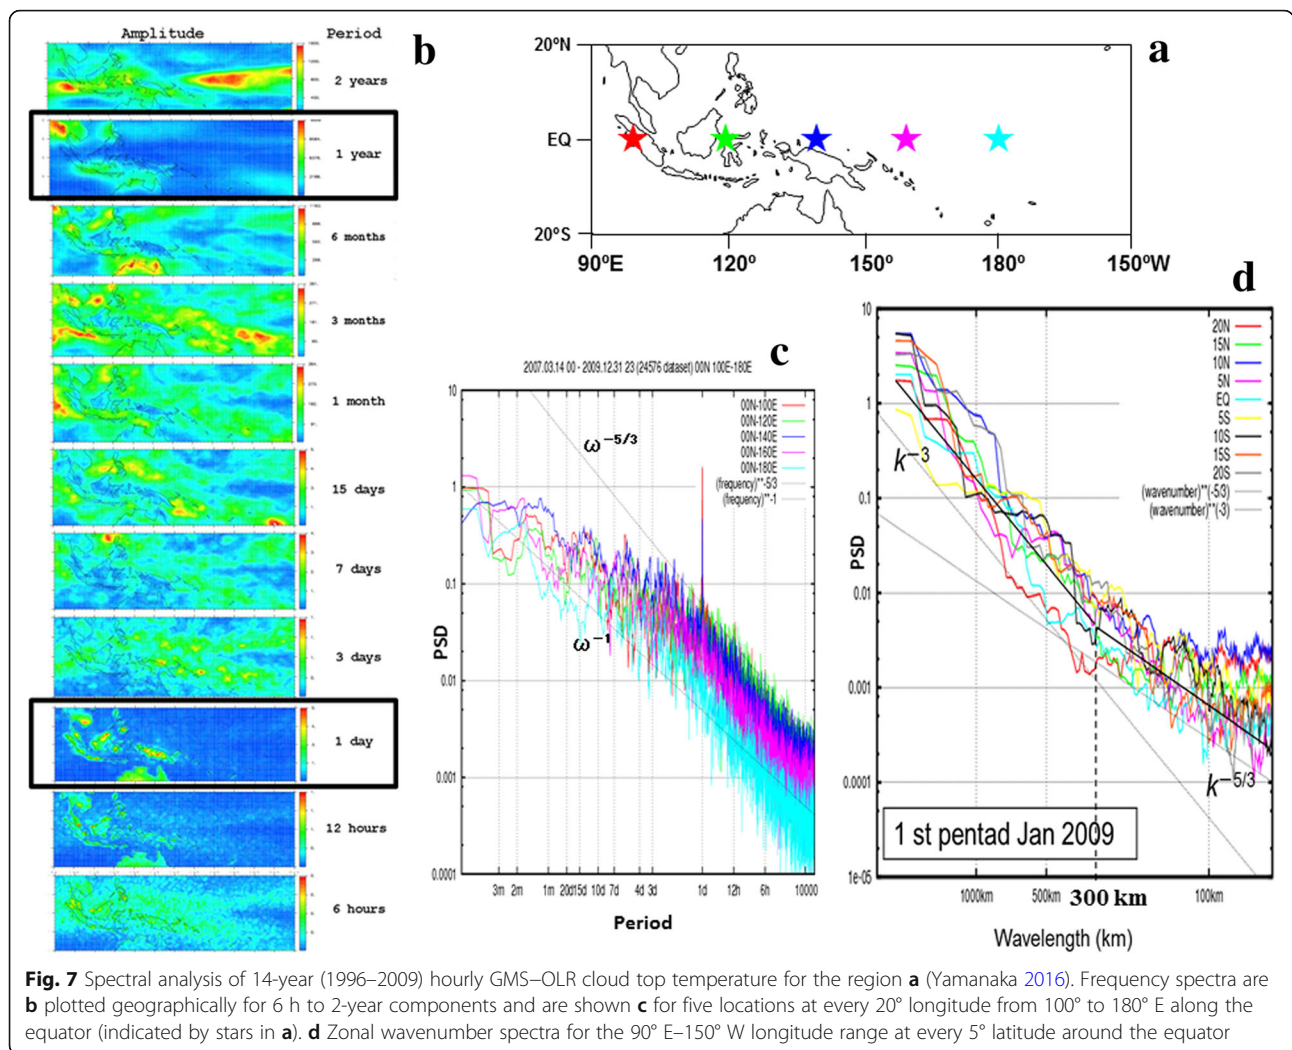 Amplitude Period
b
2 years
1 year
6 months
3 months
1 month
15 days
7 days
3 days
1 day
12 hours
6 hours
a
20ºN
EQ
20ºS
90ºE 120º 150º 180º 150ºW
c
2007.03.14 00 - 2009.12.31 23 (24576 dataset) 00N 100E-180E
10
1
0.1
0.01
0.001
0.0001
PSD
00N-100E
00N-120E
00N-140E
00N-160E
00N-180E
(frequency)**-5/3
(frequency)**-1
ω−5/3
ω−1
3m 2m 1m 20d15d 10d 7d 4d 3d 1d 12h 6h 10000
Period
d
10
1
0.1
0.01
0.001
0.0001
1e-05
PSD
20N
15N
10N
5N
EQ
5S
10S
15S
20S
(wavenumber)**(-5/3)
(wavenumber)**(-3)
k−3
k−5/3
1 st pentad Jan 2009
1000km 500km 300 km 100km
Wavelength (km)
Fig. 7 Spectral analysis of 14-year (1996–2009) hourly GMS–OLR cloud top temperature for the region a (Yamanaka 2016). Frequency spectra are
b plotted geographically for 6 h to 2-year components and are shown c for five locations at every 20° longitude from 100° to 180° E along the
equator (indicated by stars in a). d Zonal wavenumber spectra for the 90° E–150° W longitude range at every 5° latitude around the equator